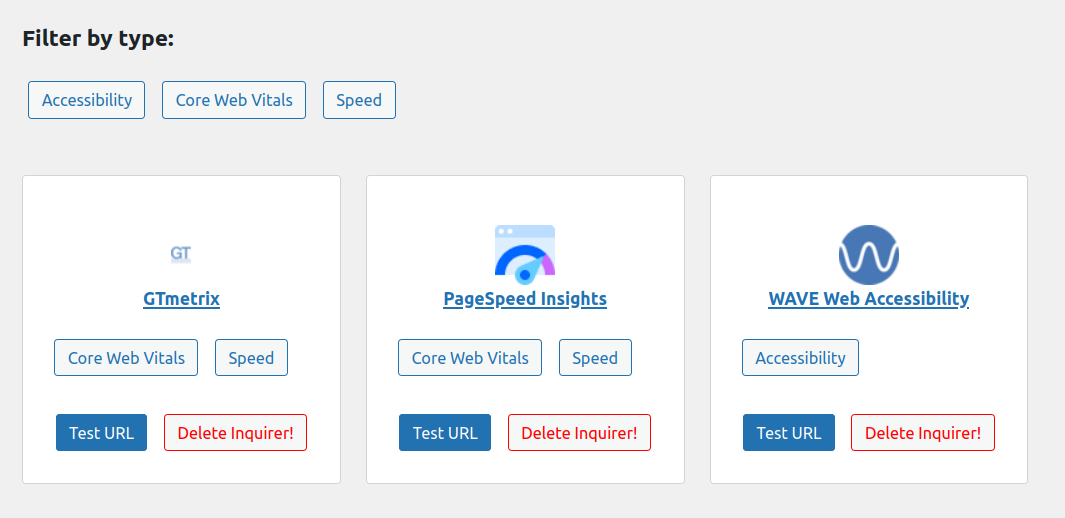 Filter by type:
Accessibility Core Web Vitals Speed
GT
GTmetrix PageSpeed Insights WAVE Web Accessibility
Core Web Vitals Speed Core Web Vitals Speed Accessibility
Test URL Delete Inquirer! Test URL Delete Inquirer! Test URL Delete Inquirer!